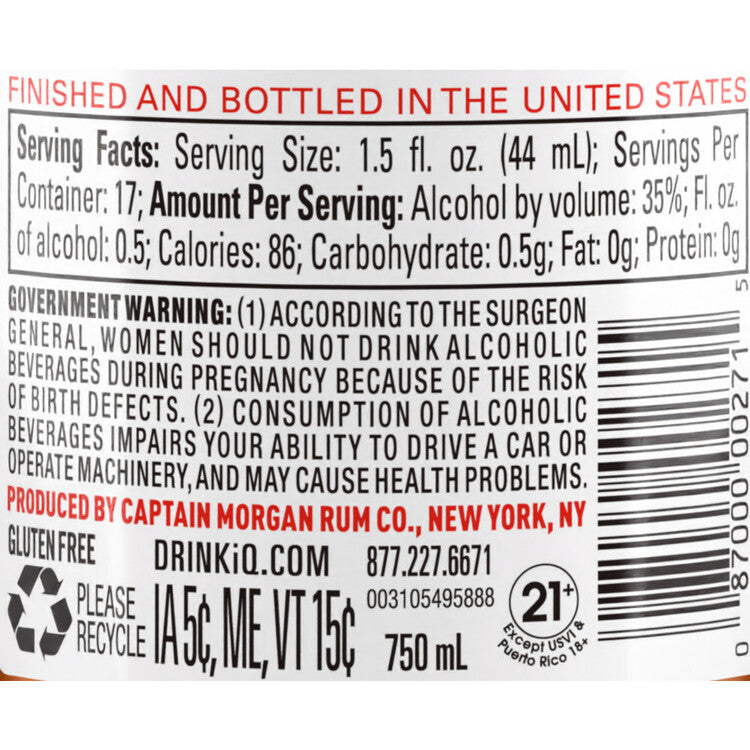 FINISHED AND BOTTLED IN THE UNITED STATES
Serving Facts: Serving Size: 1.5 fl. oz. (44 mL); Servings Per
Container: 17; Amount Per Serving: Alcohol by volume: 35%; Fl. oz.
of alcohol: 0.5; Calories: 86; Carbohydrate: 0.5g; Fat: 0g; Protein: 0g
GOVERNMENT WARNING: (1) ACCORDING TO THE SURGEON
GENERAL, WOMEN SHOULD NOT DRINK ALCOHOLIC
BEVERAGES DURING PREGNANCY BECAUSE OF THE RISK
OF BIRTH DEFECTS. (2) CONSUMPTION OF ALCOHOLIC
BEVERAGES IMPAIRS YOUR ABILITY TO DRIVE A CAR OR
OPERATE MACHINERY, AND MAY CAUSE HEALTH PROBLEMS.
PRODUCED BY CAPTAIN MORGAN RUM CO., NEW YORK, NY
GLUTEN FREE DRINKiQ.COM 877.227.6671
003105495888
PLEASE
RECYCLE
IA 5¢, ME, VT 15¢
750 mL
21+
Except USVI &
Puerto Rico 18+
0 87000 00271 5